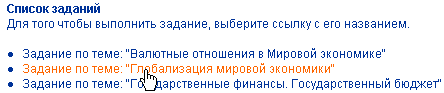 Список заданий
Для того чтобы выполнить задание, выберите ссылку с его названием.
Задание по теме: "Валютные отношения в Мировой экономике"
Задание по теме: "Глобализация мировой экономики"
Задание по теме: "Государственные финансы. Государственный бюджет"